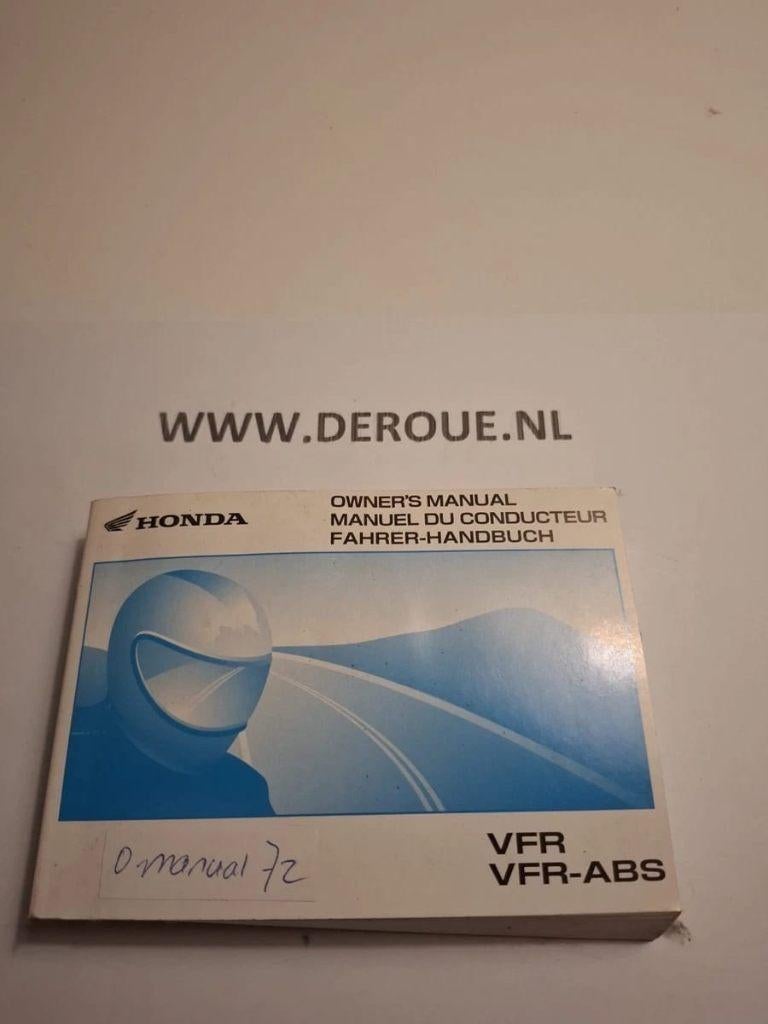 WWW.DEROUE.NL
HONDA
OWNER'S MANUAL
MANUEL DU CONDUCTEUR
FAHRER-HANDBUCH
O manual 72
VFR
VFR-ABS